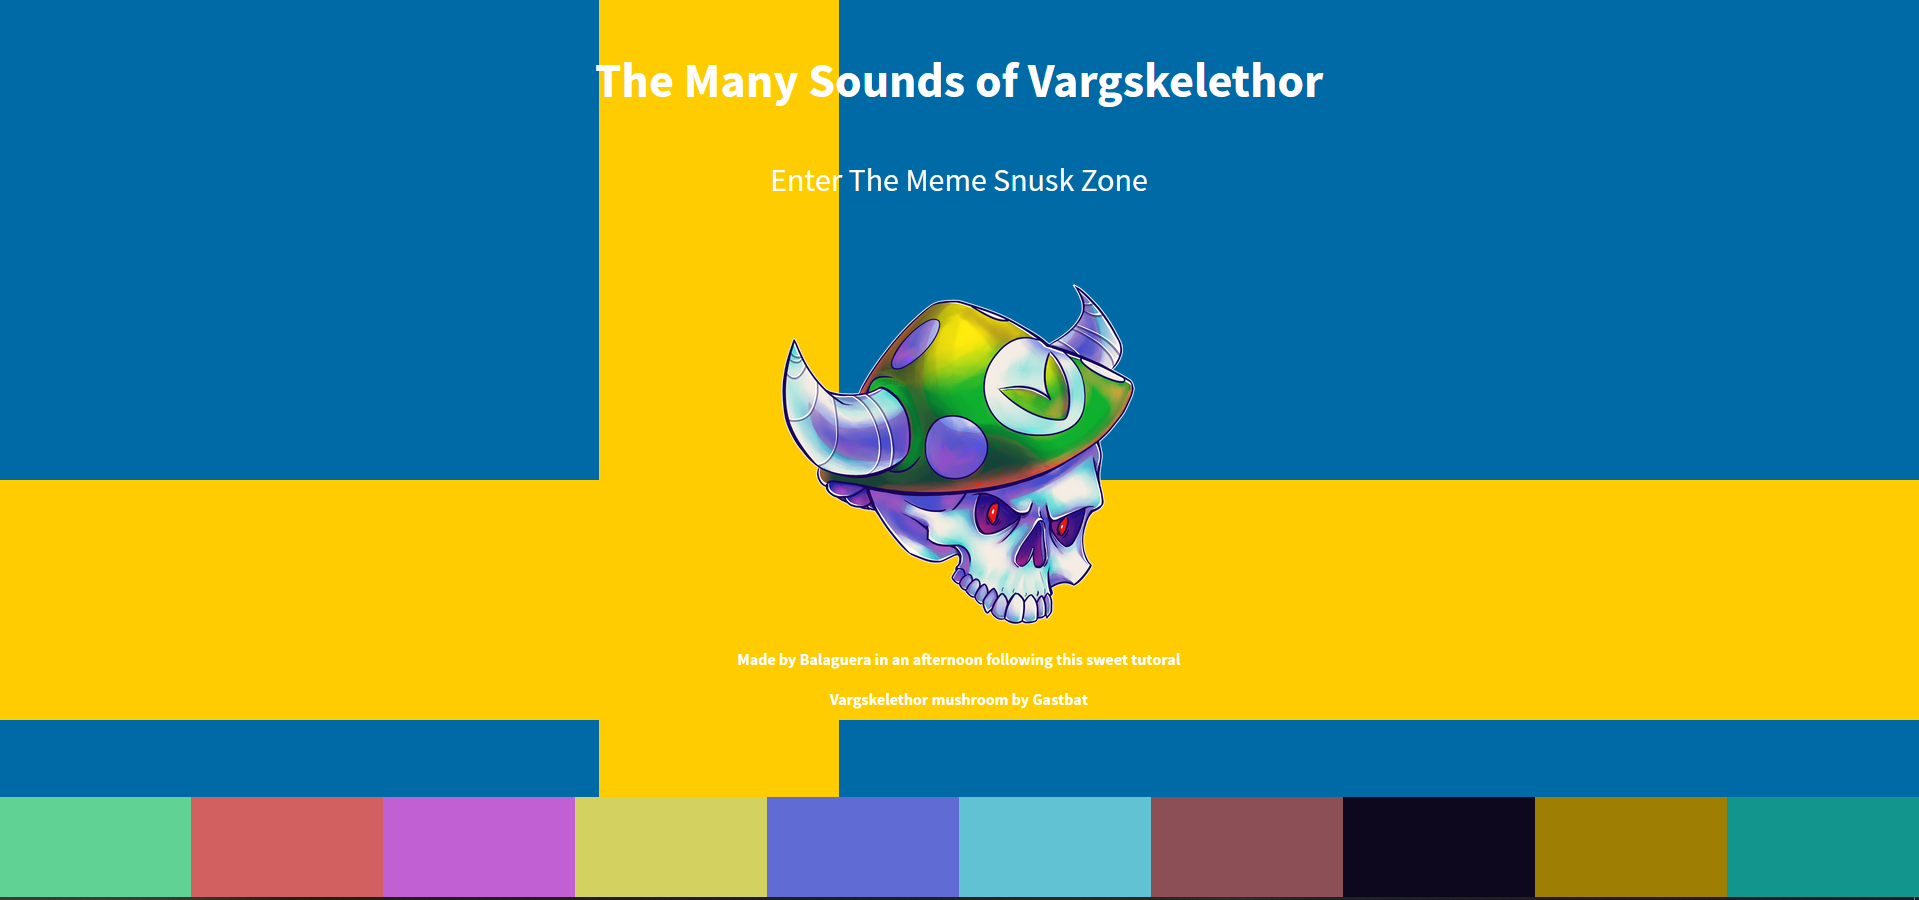 The Many Sounds of Vargskelethor
Enter The Meme Snusk Zone
Made by Balaguera in an afternoon following this sweet tutoral
Vargskelethor mushroom by Gastbat